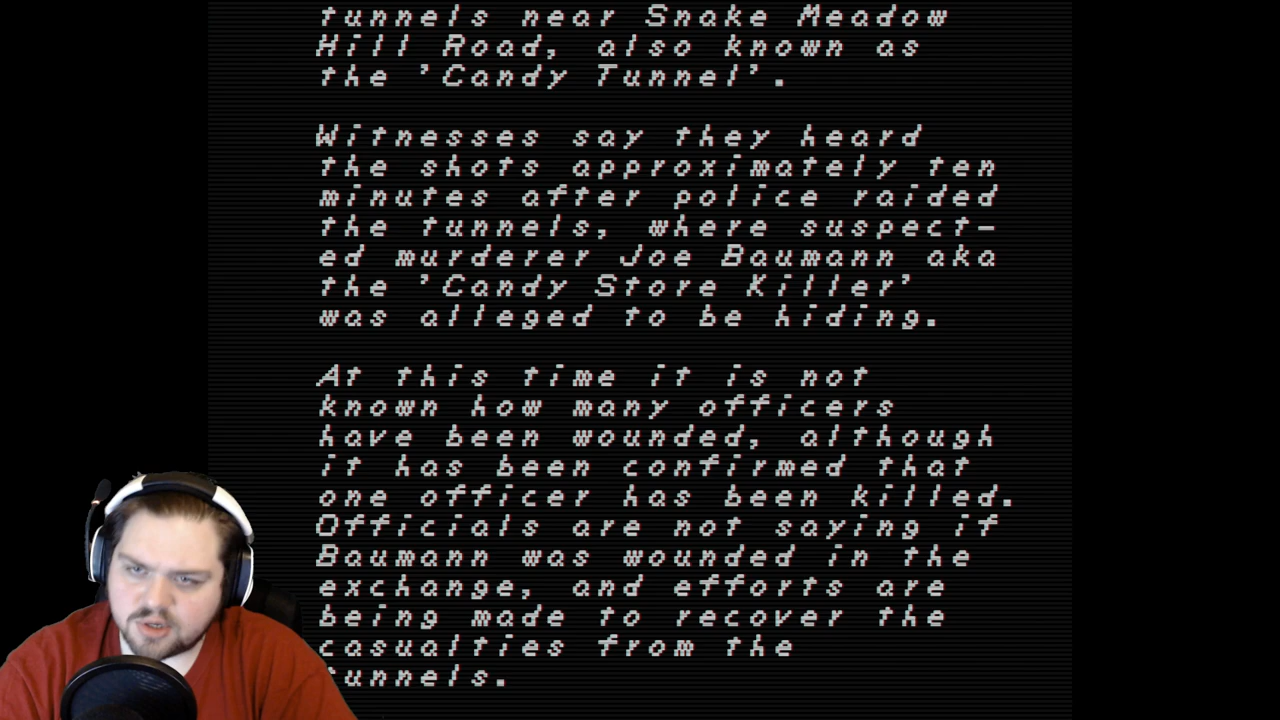 tunnels near Snake Meadow
Hill Road, also known as
the 'Candy Tunnel'.
Witnesses say they heard
the shots approximately ten
minutes after police raided
the tunnels, where suspect-
ed murderer Joe Baumann aka
the 'Candy Store Killer'
was alleged to be hiding.
At this time it is not
known how many officers
have been wounded, although
it has been confirmed that
one officer has been killed.
Officials are not saying if
Baumann was wounded in the
exchange, and efforts are
being made to recover the
casualties from the
tunnels.